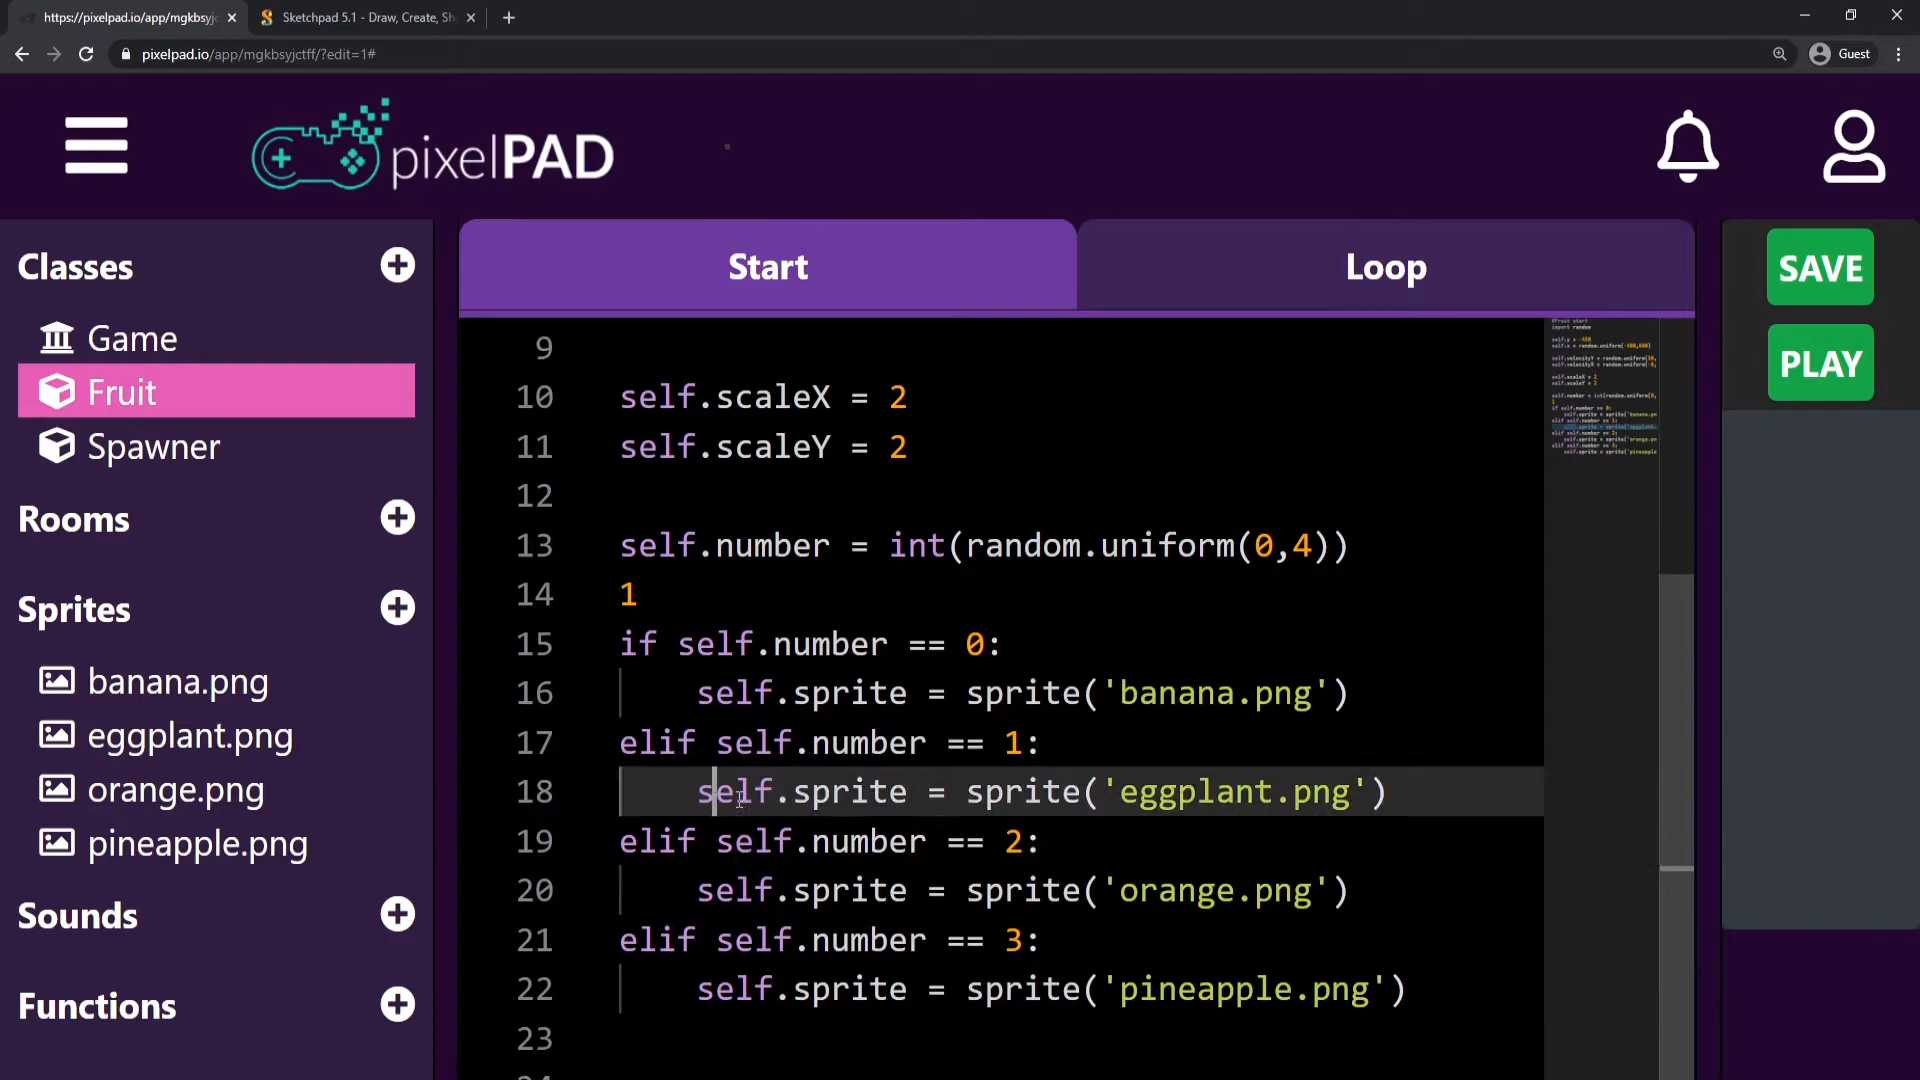 https://pixelpad.io/app/mgkbsyjc
Sketchpad 5.1 - Draw, Create, Sh
pixelpad.io/app/mgkbsyjctff/?edit=1#
Guest
pixelPAD
Classes
Game
Fruit
Spawner
Rooms
Sprites
banana.png
eggplant.png
orange.png
pineapple.png
Sounds
Functions
Start
Loop
SAVE
PLAY
9
10 self.scaleX = 2
11 self.scaleY = 2
12
13 self.number = int(random.uniform(0,4))
14 1
15 if self.number == 0:
16 self.sprite = sprite('banana.png')
17 elif self.number == 1:
18 self.sprite = sprite('eggplant.png')
19 elif self.number == 2:
20 self.sprite = sprite('orange.png')
21 elif self.number == 3:
22 self.sprite = sprite('pineapple.png')
23